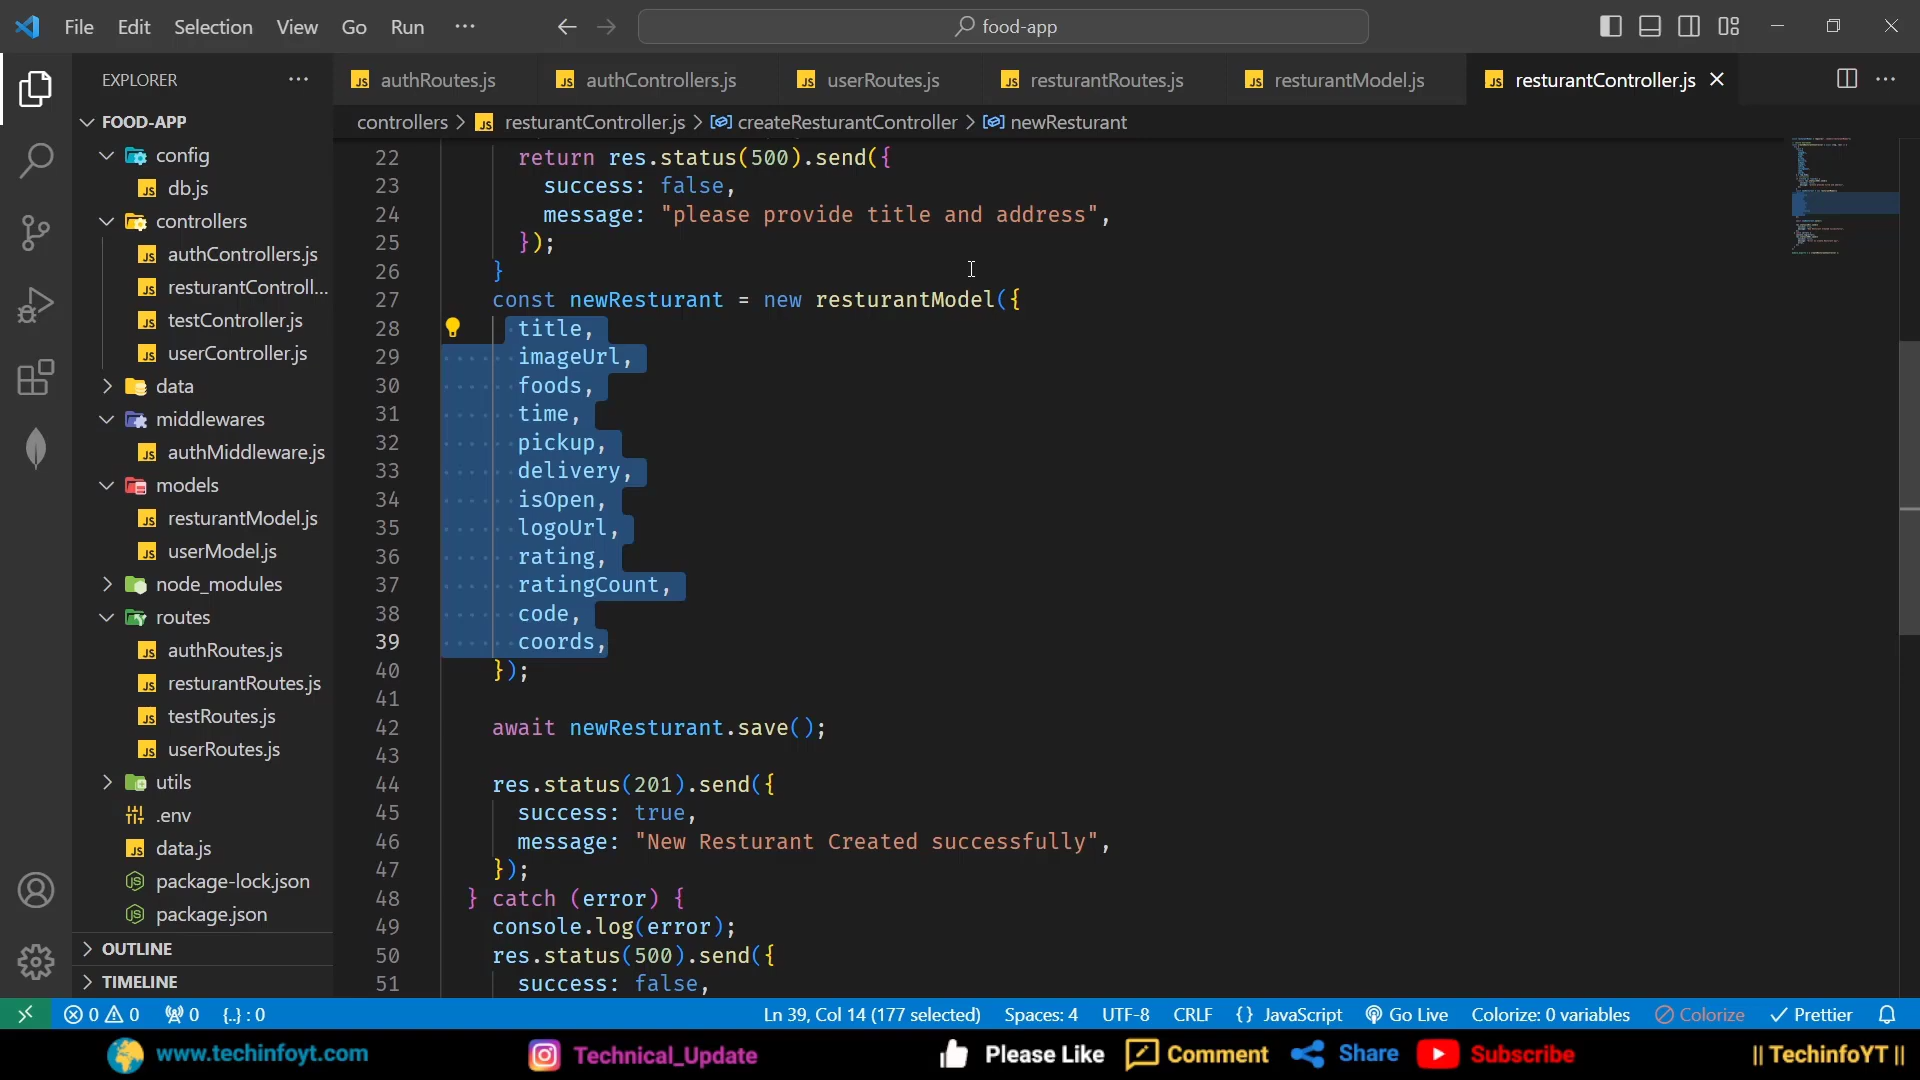 File Edit Selection View Go Run ··· food-app
EXPLORER ···
authRoutes.js authControllers.js userRoutes.js resturantRoutes.js resturantModel.js resturantController.js
controllers > resturantController.js > createResturantController > newResturant
FOOD-APP
config
db.js
controllers
authControllers.js
resturantControll...
testController.js
userController.js
data
middlewares
authMiddleware.js
models
resturantModel.js
userModel.js
node_modules
routes
authRoutes.js
resturantRoutes.js
testRoutes.js
userRoutes.js
utils
.env
data.js
package-lock.json
package.json
OUTLINE
TIMELINE
22 return res.status(500).send({
23 success: false,
24 message: "please provide title and address",
25 });
26 }
27 const newResturant = new resturantModel({
28 title,
29 imageUrl,
30 foods,
31 time,
32 pickup,
33 delivery,
34 isOpen,
35 logoUrl,
36 rating,
37 ratingCount,
38 code,
39 coords,
40 });
41
42 await newResturant.save();
43
44 res.status(201).send({
45 success: true,
46 message: "New Resturant Created successfully",
47 });
48 } catch (error) {
49 console.log(error);
50 res.status(500).send({
51 success: false,
0 0 0 {..} : 0 Ln 39, Col 14 (177 selected) Spaces: 4 UTF-8 CRLF {} JavaScript Go Live Colorize: 0 variables Colorize Prettier
www.techinfoyt.com Technical_Update Please Like Comment Share Subscribe || TechinfoYT ||